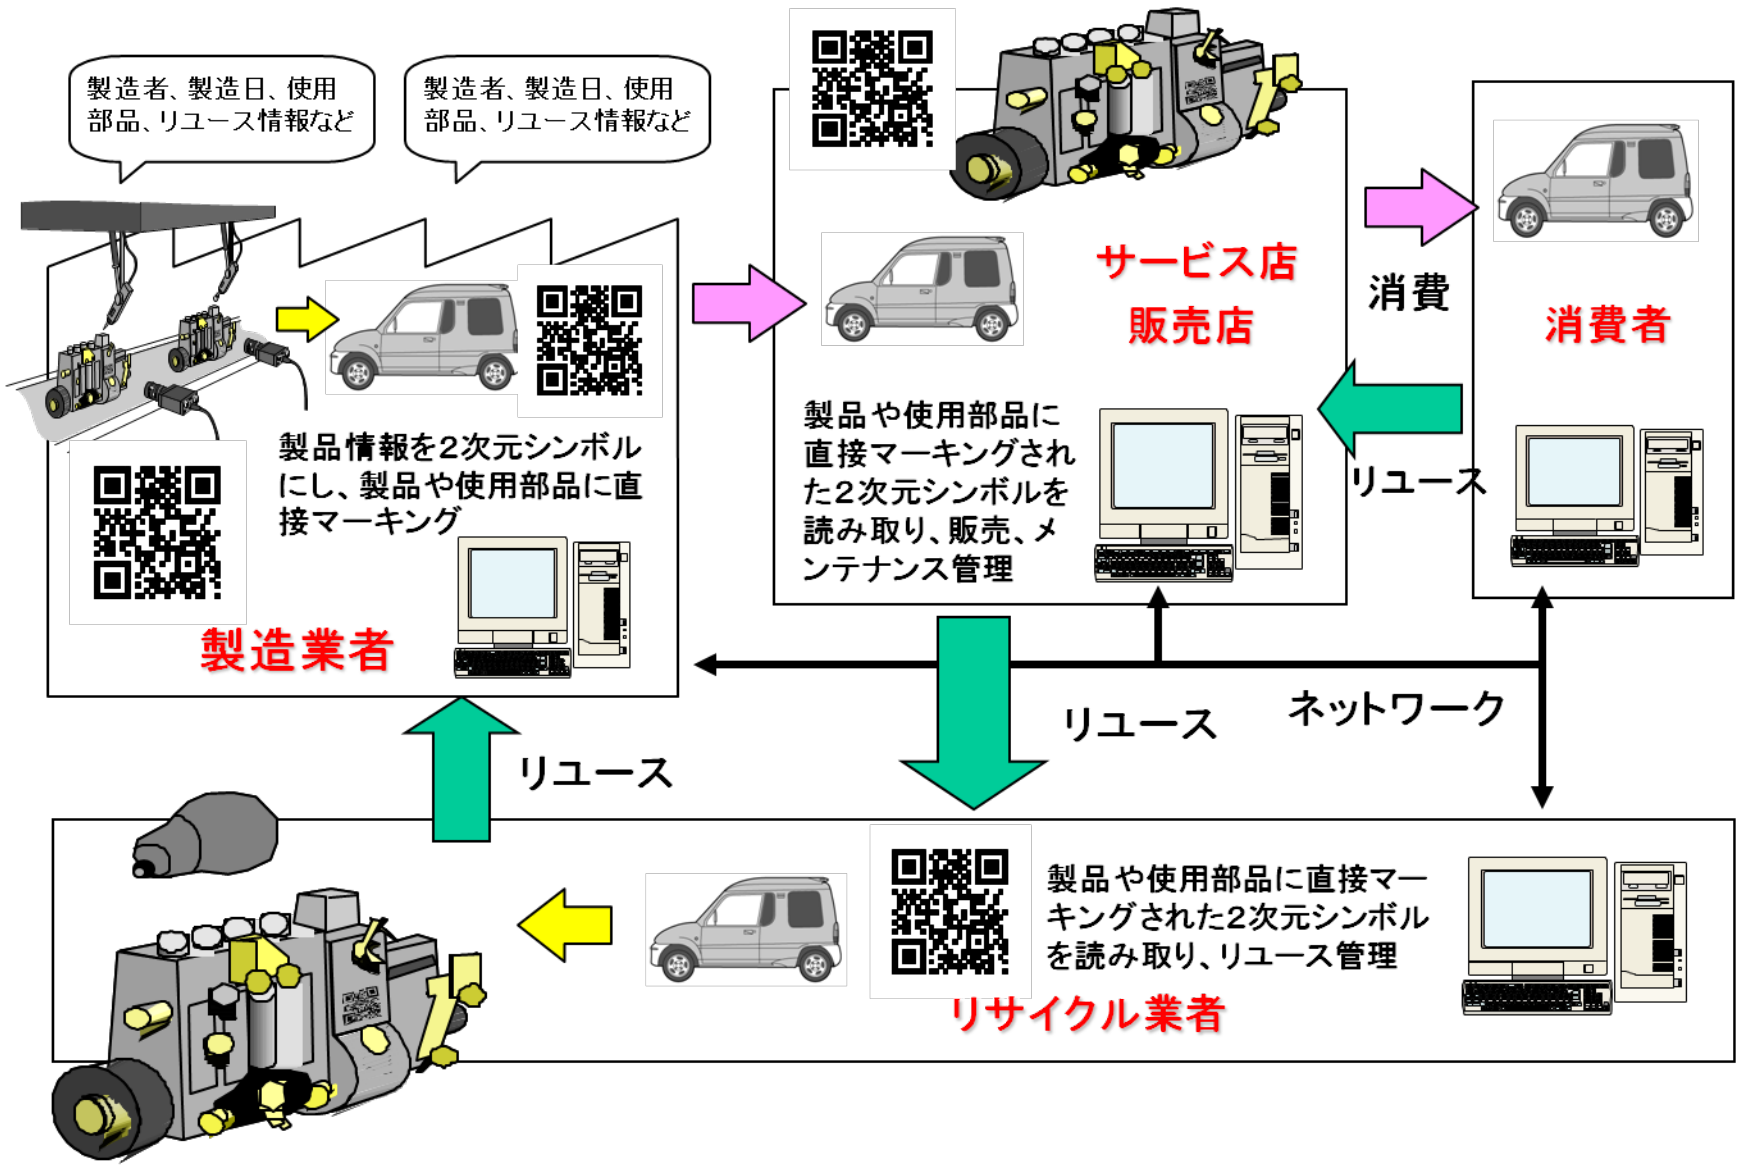 製造者、製造日、使用
部品、リユース情報など
製造者、製造日、使用
部品、リユース情報など
製品情報を２次元シンボル
にし、製品や使用部品に直
接マーキング
製造業者
サービス店
販売店
製品や使用部品に
直接マーキングされ
た２次元シンボルを
読み取り、販売、メ
ンテナンス管理
消費
リユース
消費者
リユース
ネットワーク
リユース
製品や使用部品に直接マー
キングされた２次元シンボル
を読み取り、リユース管理
リサイクル業者